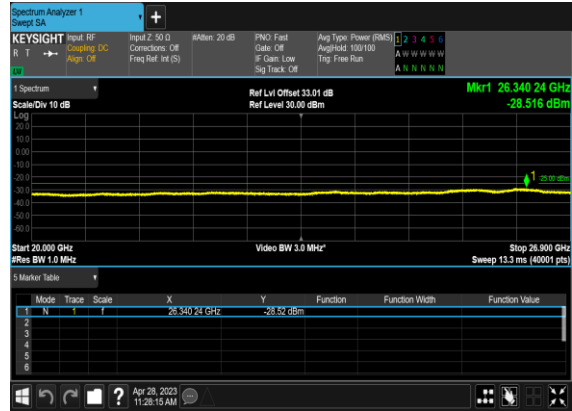 Spectrum Analyzer 1
Swept SA
KEYSIGHT
R T
Input: RF
Coupling: DC
Align: Off
Input Z: 50 Ω
Corrections: Off
Freq Ref: Int (S)
#Atten: 20 dB
PNO: Fast
Gate: Off
IF Gain: Low
Sig Track: Off
Avg Type: Power (RMS)
Avg|Hold: 100/100
Trig: Free Run
1 2 3 4 5 6
A W W W W W
A N N N N N
1 Spectrum
Scale/Div 10 dB
Ref Lvl Offset 33.01 dB
Ref Level 30.00 dBm
Mkr1 26.340 24 GHz
-28.516 dBm
Log
20.0
10.0
0.00
-10.0
-20.0
-30.0
-40.0
-50.0
-60.0
1
-25.00 dBm
Start 20.000 GHz
#Res BW 1.0 MHz
Video BW 3.0 MHz*
Stop 26.900 GHz
Sweep 13.3 ms (40001 pts)
5 Marker Table
Mode Trace Scale X Y Function Function Width Function Value
1 N 1 f 26.340 24 GHz -28.52 dBm
2
3
4
5
6
?
Apr 28, 2023
11:28:15 AM